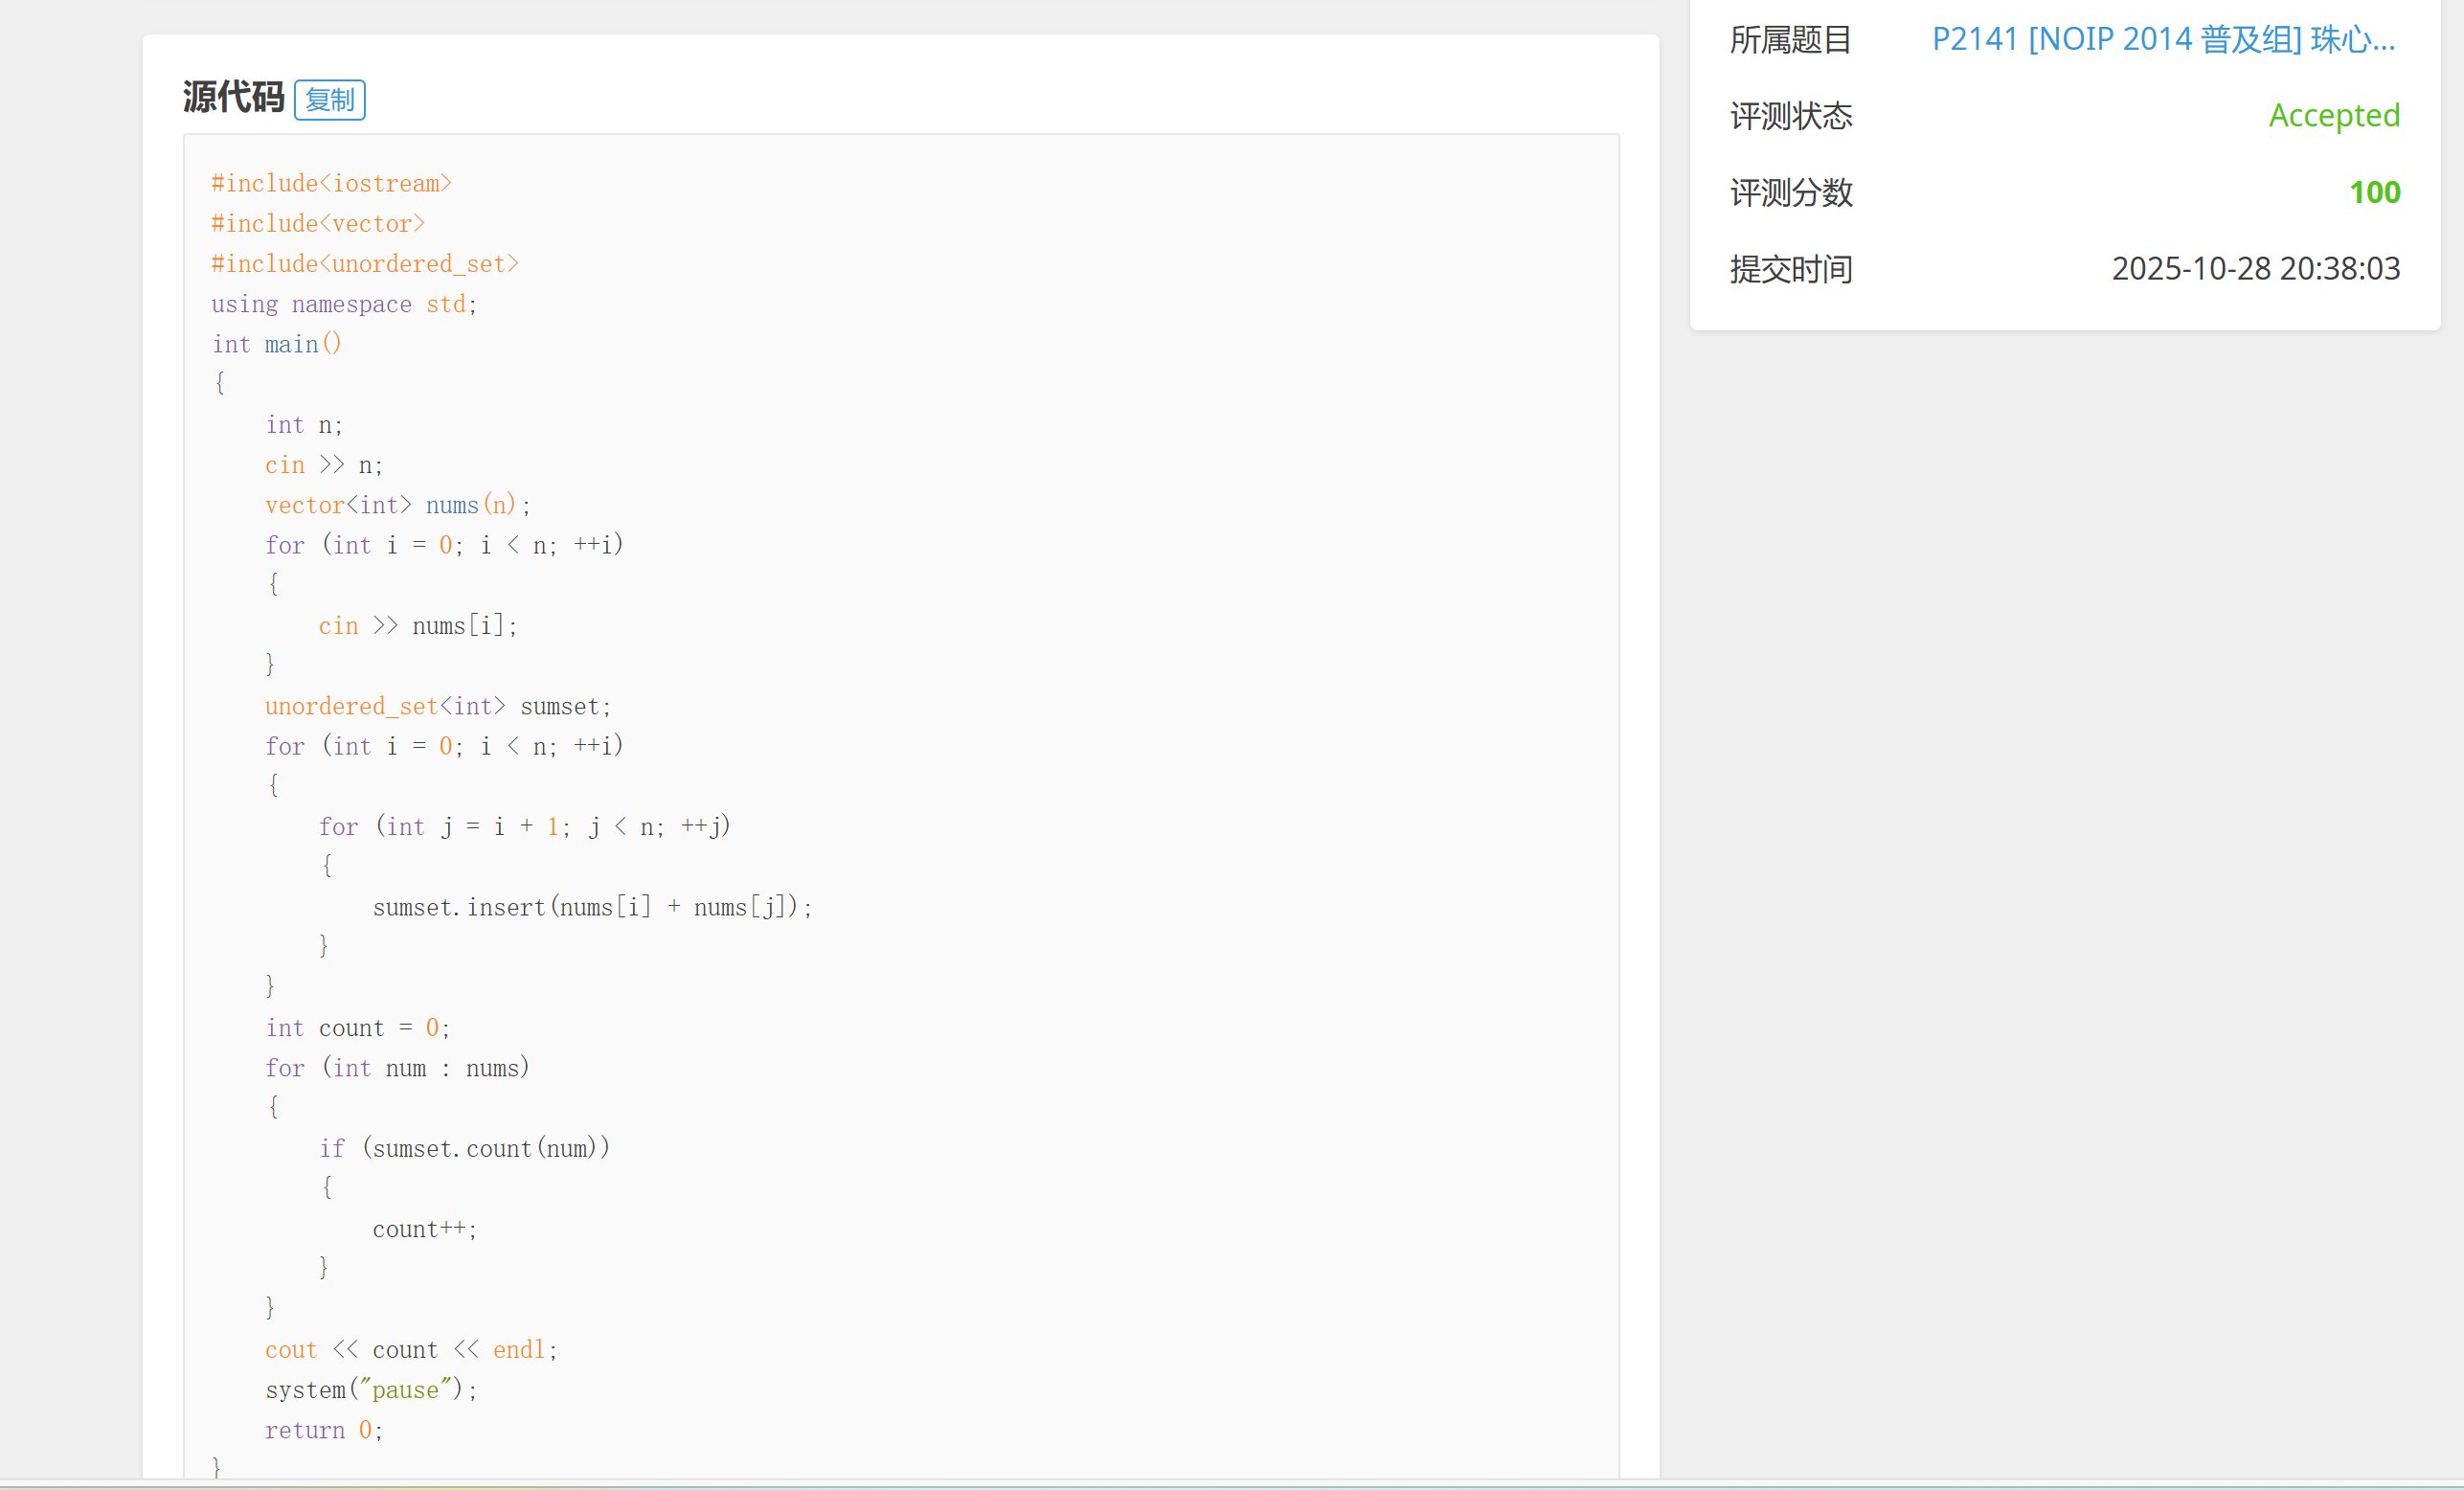 源代码 复制
#include<iostream>
#include<vector>
#include<unordered_set>
using namespace std;
int main()
{
    int n;
    cin >> n;
    vector<int> nums(n);
    for (int i = 0; i < n; ++i)
    {
        cin >> nums[i];
    }
    unordered_set<int> sumset;
    for (int i = 0; i < n; ++i)
    {
        for (int j = i + 1; j < n; ++j)
        {
            sumset.insert(nums[i] + nums[j]);
        }
    }
    int count = 0;
    for (int num : nums)
    {
        if (sumset.count(num))
        {
            count++;
        }
    }
    cout << count << endl;
    system("pause");
    return 0;
}
所属题目 P2141 [NOIP 2014 普及组] 珠心...
评测状态 Accepted
评测分数 100
提交时间 2025-10-28 20:38:03